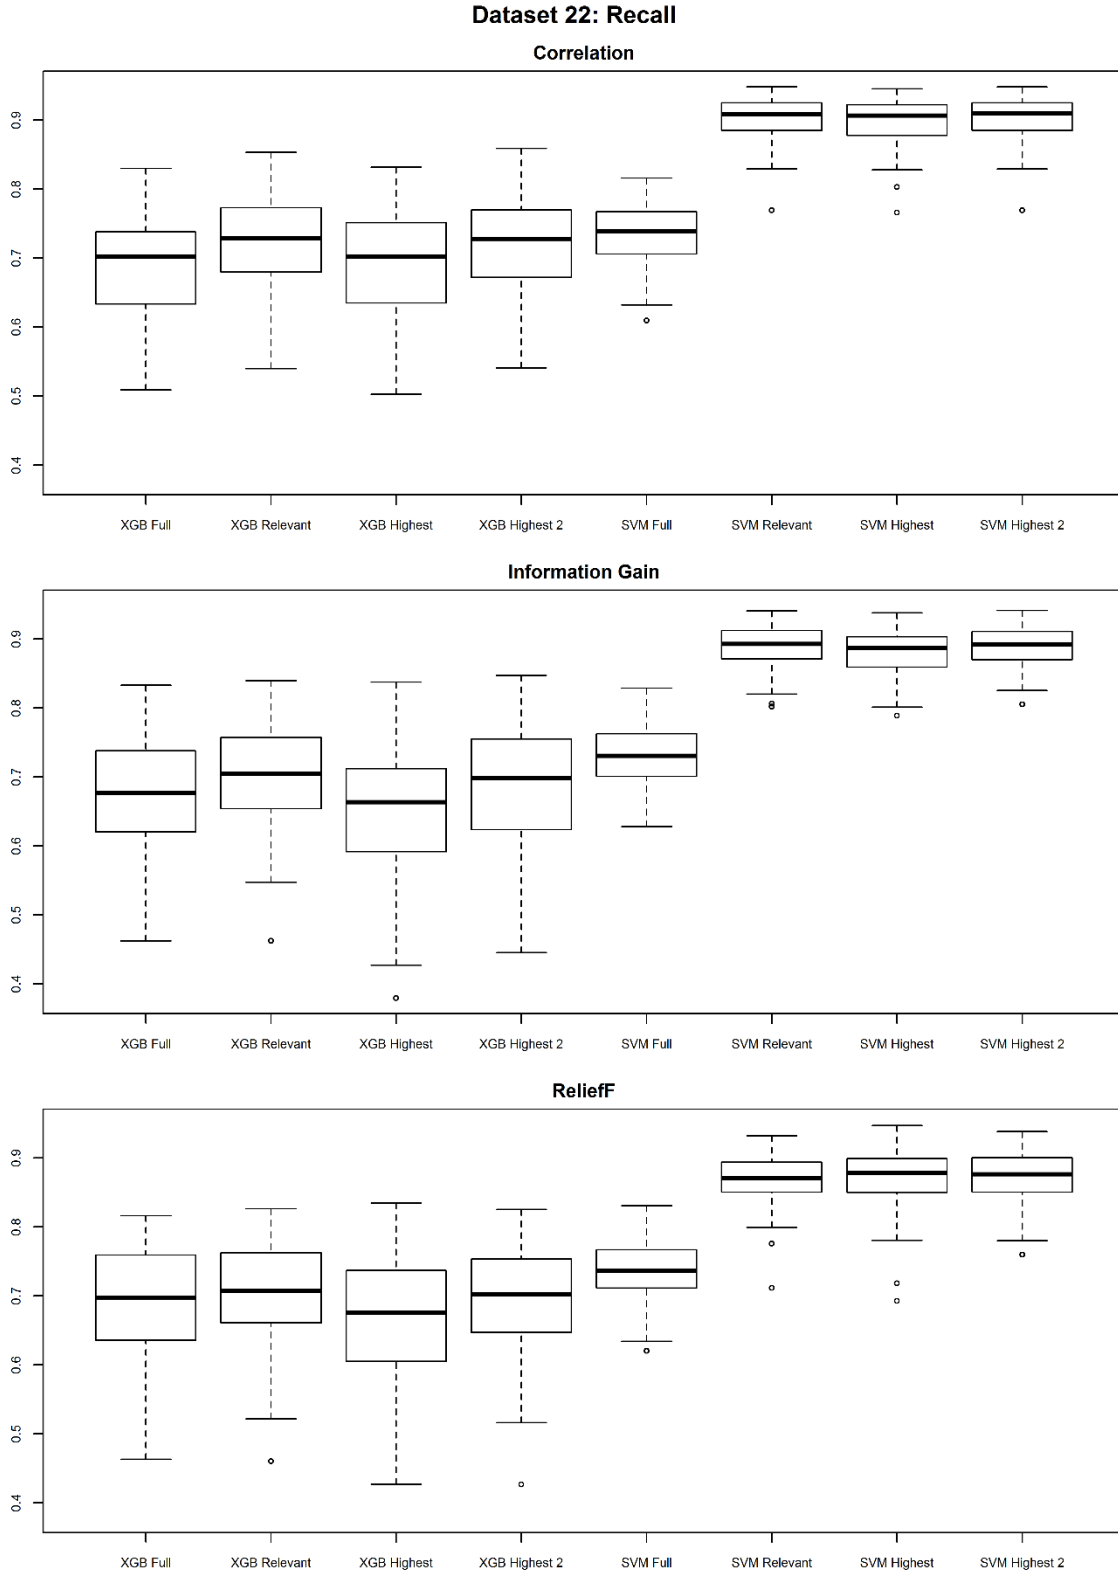 Dataset 22: Recall
Correlation
0.9
0.8
0.7
0.6
0.5
0.4
XGB Full XGB Relevant XGB Highest XGB Highest 2 SVM Full SVM Relevant SVM Highest SVM Highest 2
Information Gain
0.9
0.8
0.7
0.6
0.5
0.4
XGB Full XGB Relevant XGB Highest XGB Highest 2 SVM Full SVM Relevant SVM Highest SVM Highest 2
ReliefF
0.9
0.8
0.7
0.6
0.5
0.4
XGB Full XGB Relevant XGB Highest XGB Highest 2 SVM Full SVM Relevant SVM Highest SVM Highest 2